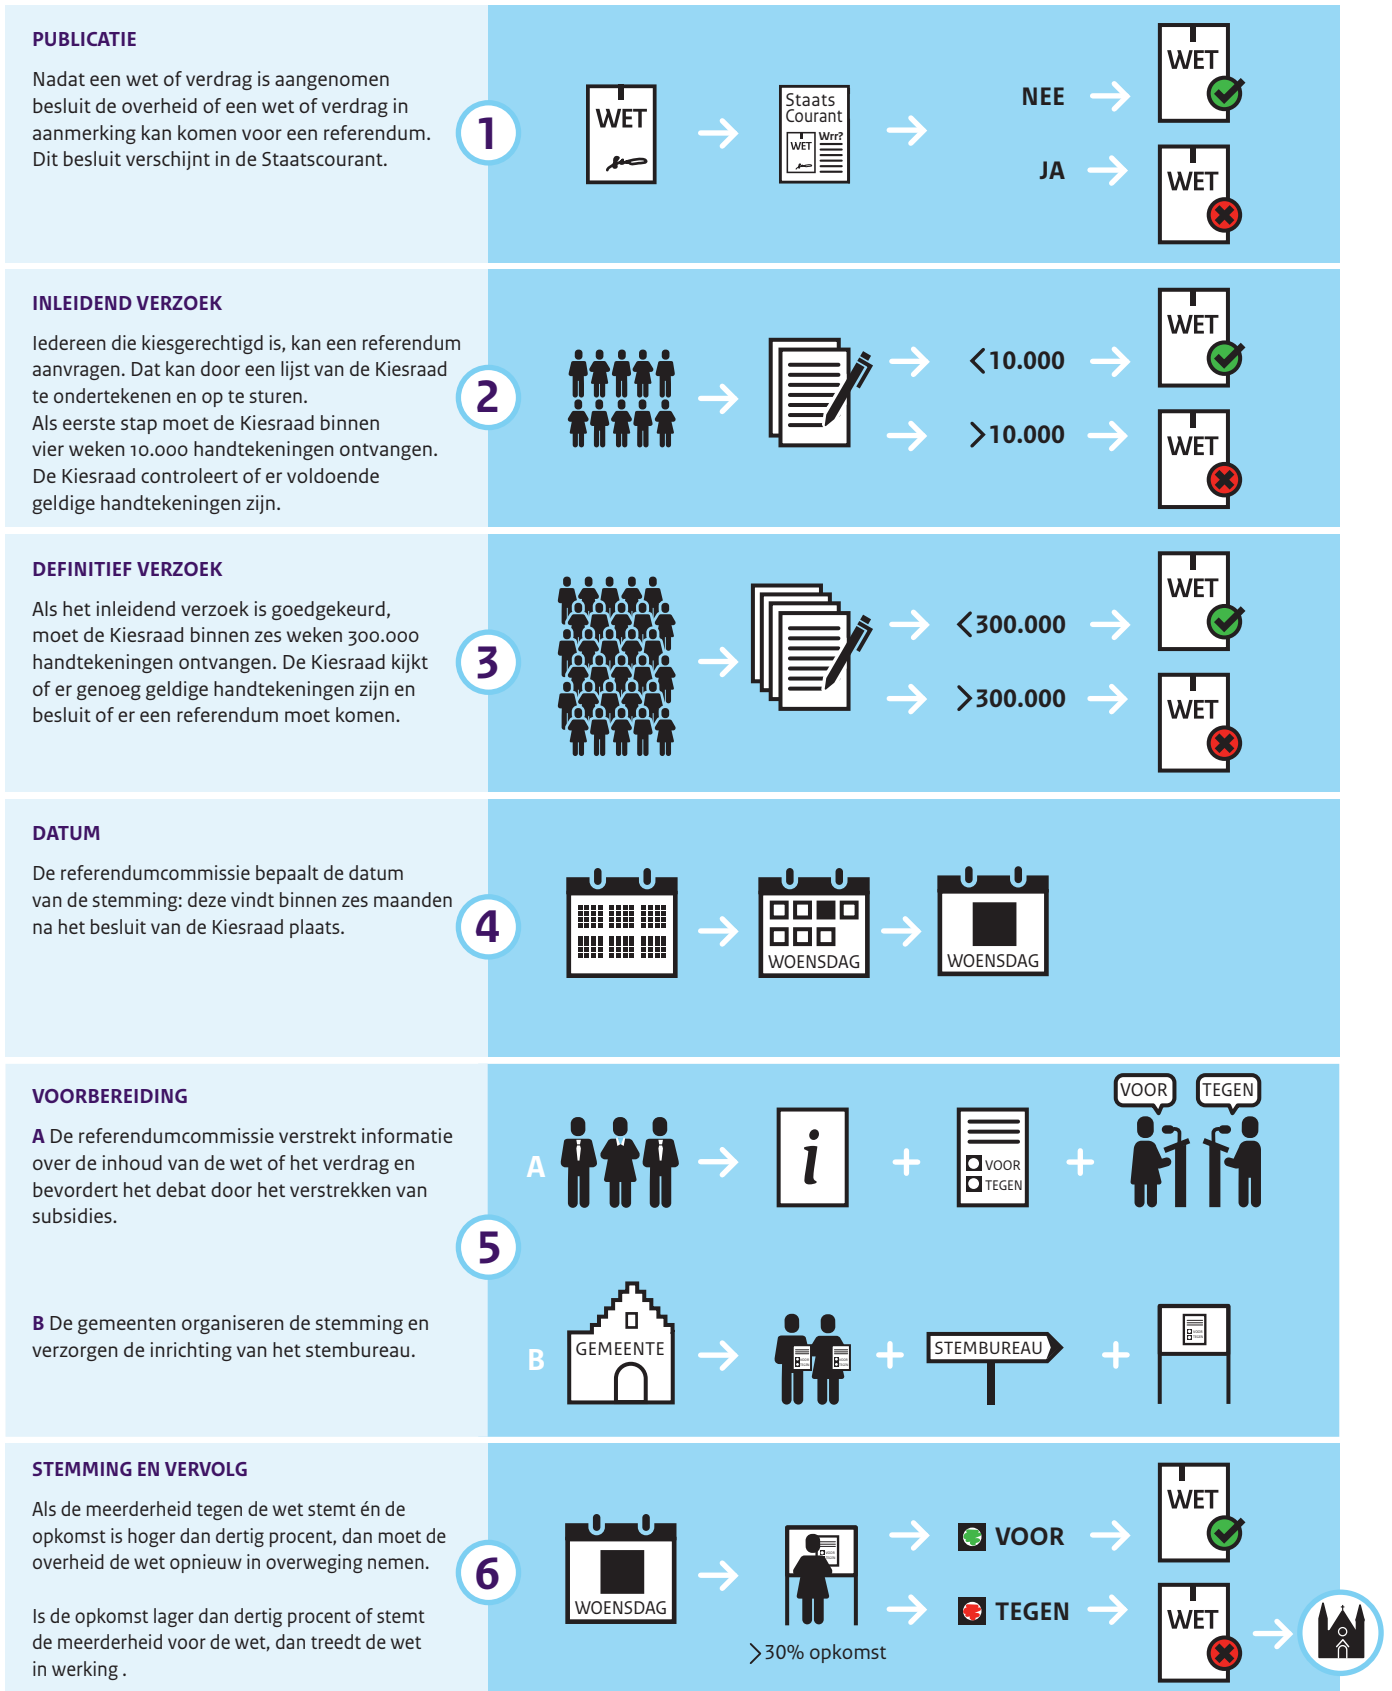 PUBLICATIE
Nadat een wet of verdrag is aangenomen
besluit de overheid of een wet of verdrag in
aanmerking kan komen voor een referendum.
Dit besluit verschijnt in de Staatscourant.
1
WET
Staats
Courant
WET
Wrr?
NEE
WET
JA
WET
INLEIDEND VERZOEK
Iedereen die kiesgerechtigd is, kan een referendum
aanvragen. Dat kan door een lijst van de Kiesraad
te ondertekenen en op te sturen.
Als eerste stap moet de Kiesraad binnen
vier weken 10.000 handtekeningen ontvangen.
De Kiesraad controleert of er voldoende
geldige handtekeningen zijn.
2
<10.000
WET
>10.000
WET
DEFINITIEF VERZOEK
Als het inleidend verzoek is goedgekeurd,
moet de Kiesraad binnen zes weken 300.000
handtekeningen ontvangen. De Kiesraad kijkt
of er genoeg geldige handtekeningen zijn en
besluit of er een referendum moet komen.
3
<300.000
WET
>300.000
WET
DATUM
De referendumcommissie bepaalt de datum
van de stemming: deze vindt binnen zes maanden
na het besluit van de Kiesraad plaats.
4
WOENSDAG
WOENSDAG
VOORBEREIDING
A De referendumcommissie verstrekt informatie
over de inhoud van de wet of het verdrag en
bevordert het debat door het verstrekken van
subsidies.
5
A
i
VOOR
TEGEN
VOOR
TEGEN
B De gemeenten organiseren de stemming en
verzorgen de inrichting van het stembureau.
B
GEMEENTE
STEMBUREAU
STEMMING EN VERVOLG
Als de meerderheid tegen de wet stemt én de
opkomst is hoger dan dertig procent, dan moet de
overheid de wet opnieuw in overweging nemen.
Is de opkomst lager dan dertig procent of stemt
de meerderheid voor de wet, dan treedt de wet
in werking .
6
WOENSDAG
>30% opkomst
VOOR
WET
TEGEN
WET